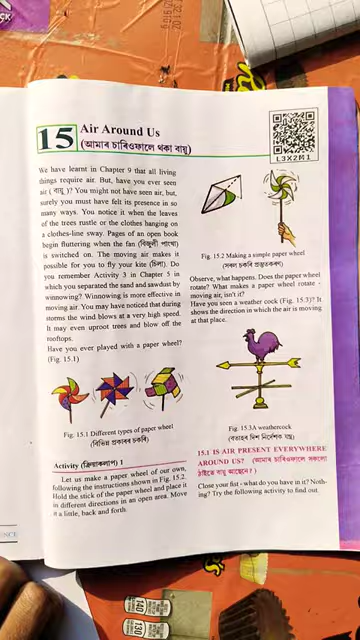 15 Air Around Us
(আমাৰ চাৰিওফালে থকা বায়ু)
L3X2M1
We have learnt in Chapter 9 that all living
things require air. But, have you ever seen
air (বায়ু)? You might not have seen air, but,
surely you must have felt its presence in so
many ways. You notice it when the leaves
of the trees rustle or the clothes hanging on
a clothes-line sway. Pages of an open book
begin fluttering when the fan (বিজুলী পাংখা)
is switched on. The moving air makes it
possible for you to fly your kite (চিলা). Do
you remember Activity 3 in Chapter 5 in
which you separated the sand and sawdust by
winnowing? Winnowing is more effective in
moving air. You may have noticed that during
storms the wind blows at a very high speed.
It may even uproot trees and blow off the
rooftops.
Have you ever played with a paper wheel?
(Fig. 15.1)
Fig. 15.1 Different types of paper wheel
(বিভিন্ন প্ৰকাৰৰ চকৰি)
Activity (ক্ৰিয়াকলাপ) 1
Let us make a paper wheel of our own,
following the instructions shown in Fig. 15.2.
Hold the stick of the paper wheel and place it
in different directions in an open area. Move
it a little, back and forth.
Fig. 15.2 Making a simple paper wheel
Observe, what happens. Does the paper wheel
rotate? What makes a paper wheel rotate -
moving air, isn't it?
Have you seen a weather cock (Fig. 15.3)? It
shows the direction in which the air is moving
at that place.
Fig. 15.3A weathercock
(বতাহৰ দিশ নিৰ্দেশক যন্ত্ৰ)
15.1 IS AIR PRESENT EVERYWHERE
AROUND US? (আমাৰ চাৰিওফালে সকলো
ঠাইতে বায়ু আছেনে?)
Close your fist - what do you have in it? Noth-
ing? Try the following activity to find out.
140
130